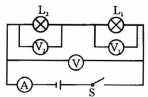 L₂ L₁
V₂ V₁
V
A S